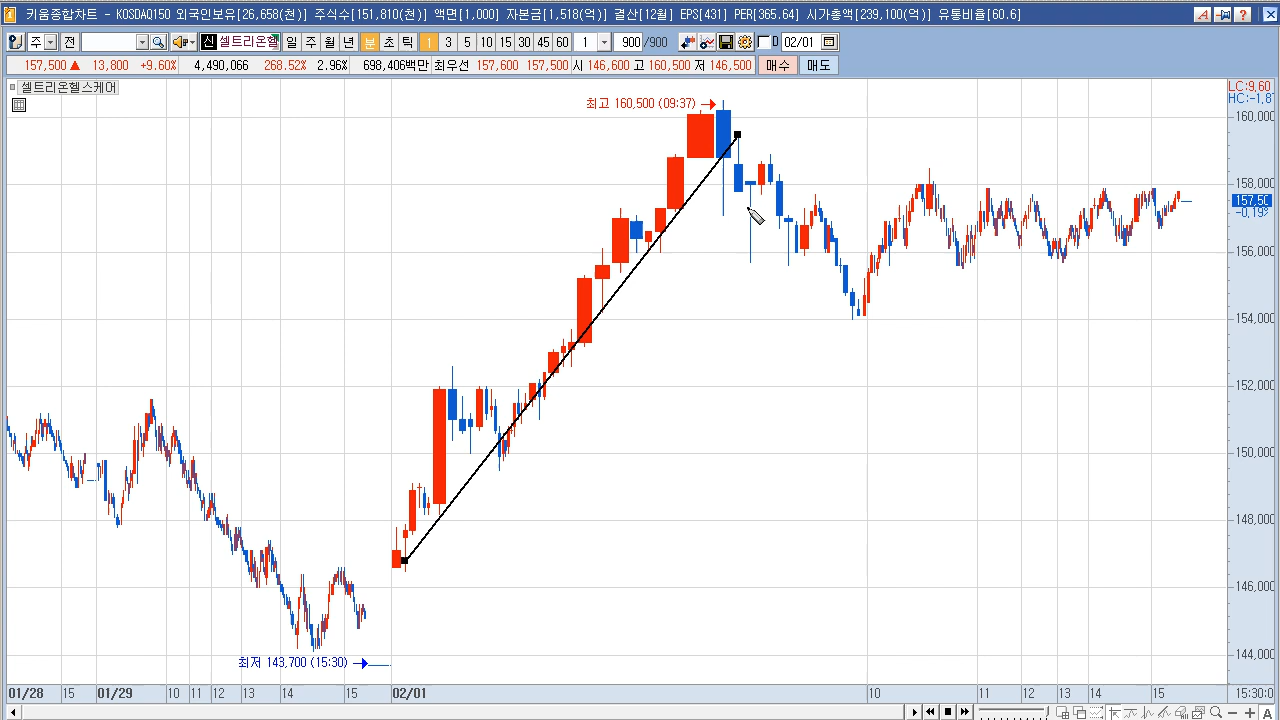 키움종합차트 - KOSDAQ150 외국인보유[26,658(천)] 주식수[151,810(천)] 액면[1,000] 자본금[1,518(억)] 결산[12월] EPS[431] PER[365.64] 시가총액[239,100(억)] 유통비율[60.6]
주 전 신 셀트리온헬 일 주 월 년 분 초 틱 1 3 5 10 15 30 45 60 1 900 /900 D 02/01
157,500 ▲ 13,800 +9.60% 4,490,066 268.52% 2.96% 698,406백만 최우선 157,600 157,500 시 146,600 고 160,500 저 146,500 매수 매도
셀트리온헬스케어
LC:9,60
HC:-1,8
최고 160,500 (09:37)
160,000
158,000
157,50
-0,19%
156,000
154,000
152,000
150,000
148,000
146,000
144,000
최저 143,700 (15:30)
01/28 15 01/29 10 11 12 13 14 15 02/01 10 11 12 13 14 15 15:30:0